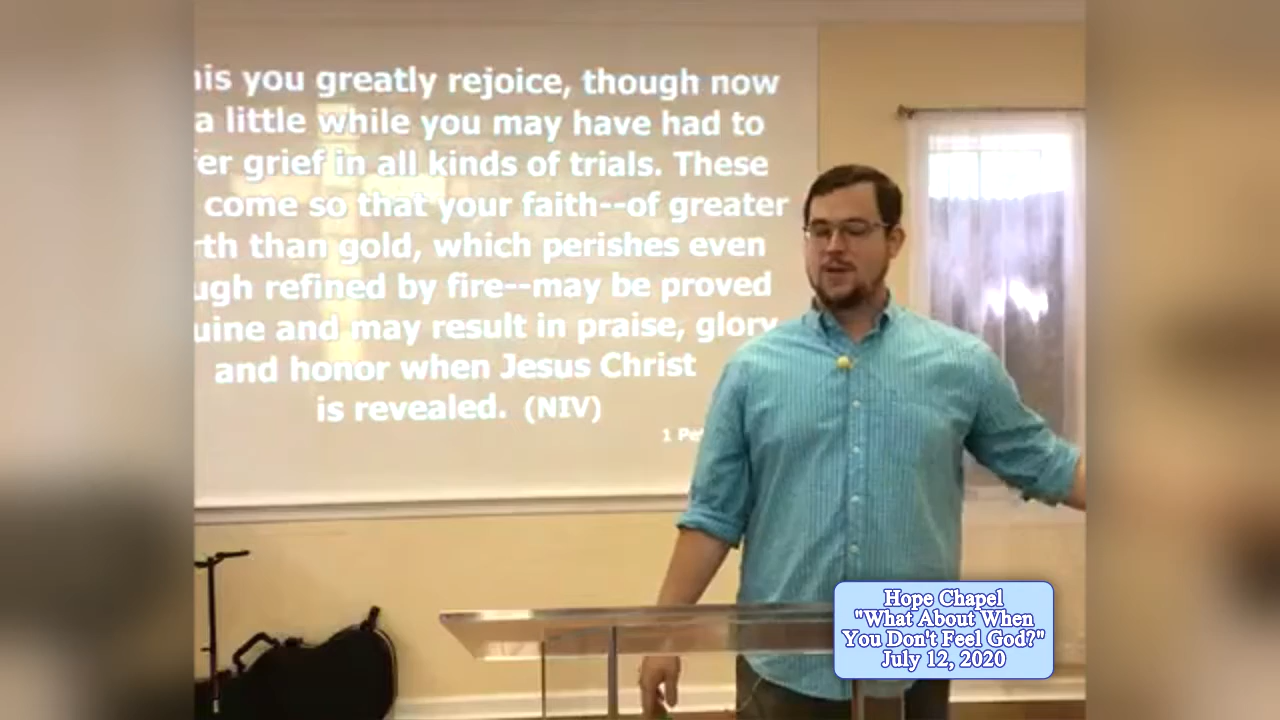 his you greatly rejoice, though now
a little while you may have had to
fer grief in all kinds of trials. These
come so that your faith--of greater
rth than gold, which perishes even
ugh refined by fire--may be proved
uine and may result in praise, glory
and honor when Jesus Christ
is revealed. (NIV)
1 Pe
Hope Chapel
"What About When
You Don't Feel God?"
July 12, 2020